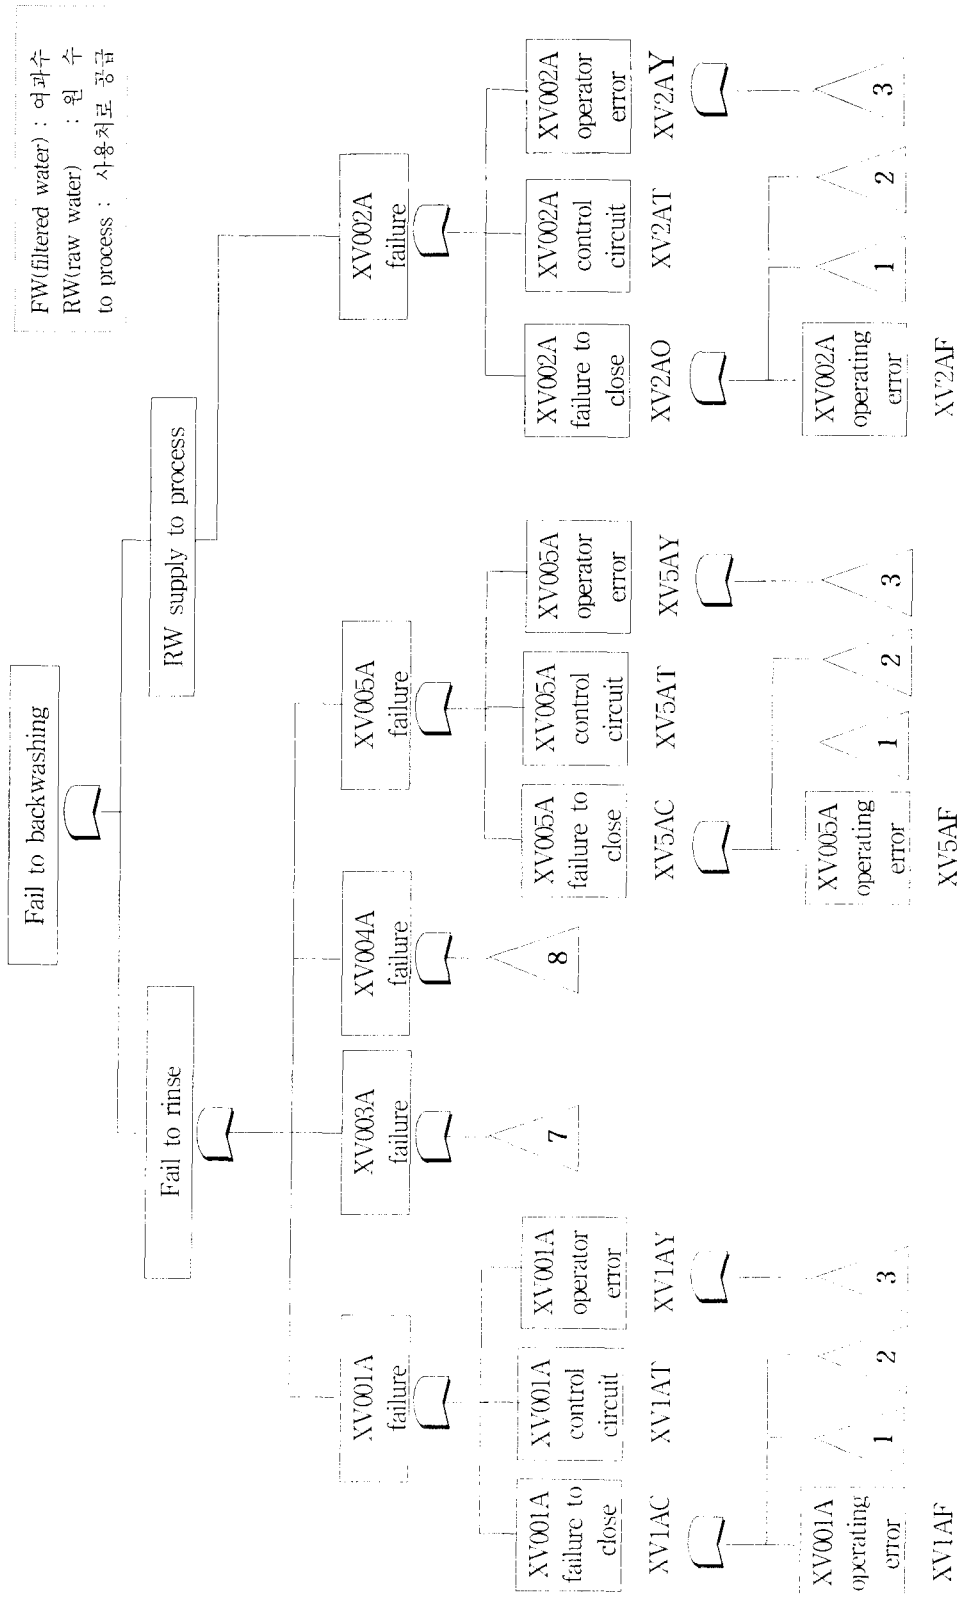 FW(filtered water) : 여과수
RW(raw water) : 원 수
to process : 사용처로 공급
Fail to backwashing
Fail to rinse
RW supply to process
XV001A
failure
XV003A
failure
XV004A
failure
XV005A
failure
XV002A
failure
7
8
XV001A
failure to
close
XV1AC
XV001A
control
circuit
XV1AT
XV001A
operator
error
XV1AY
XV005A
failure to
close
XV5AC
XV005A
control
circuit
XV5AT
XV005A
operator
error
XV5AY
XV002A
failure to
close
XV2AO
XV002A
control
circuit
XV2AT
XV002A
operator
error
XV2AY
XV001A
operating
error
XV1AF
1
2
3
XV005A
operating
error
XV5AF
1
2
3
XV002A
operating
error
XV2AF
1
2
3